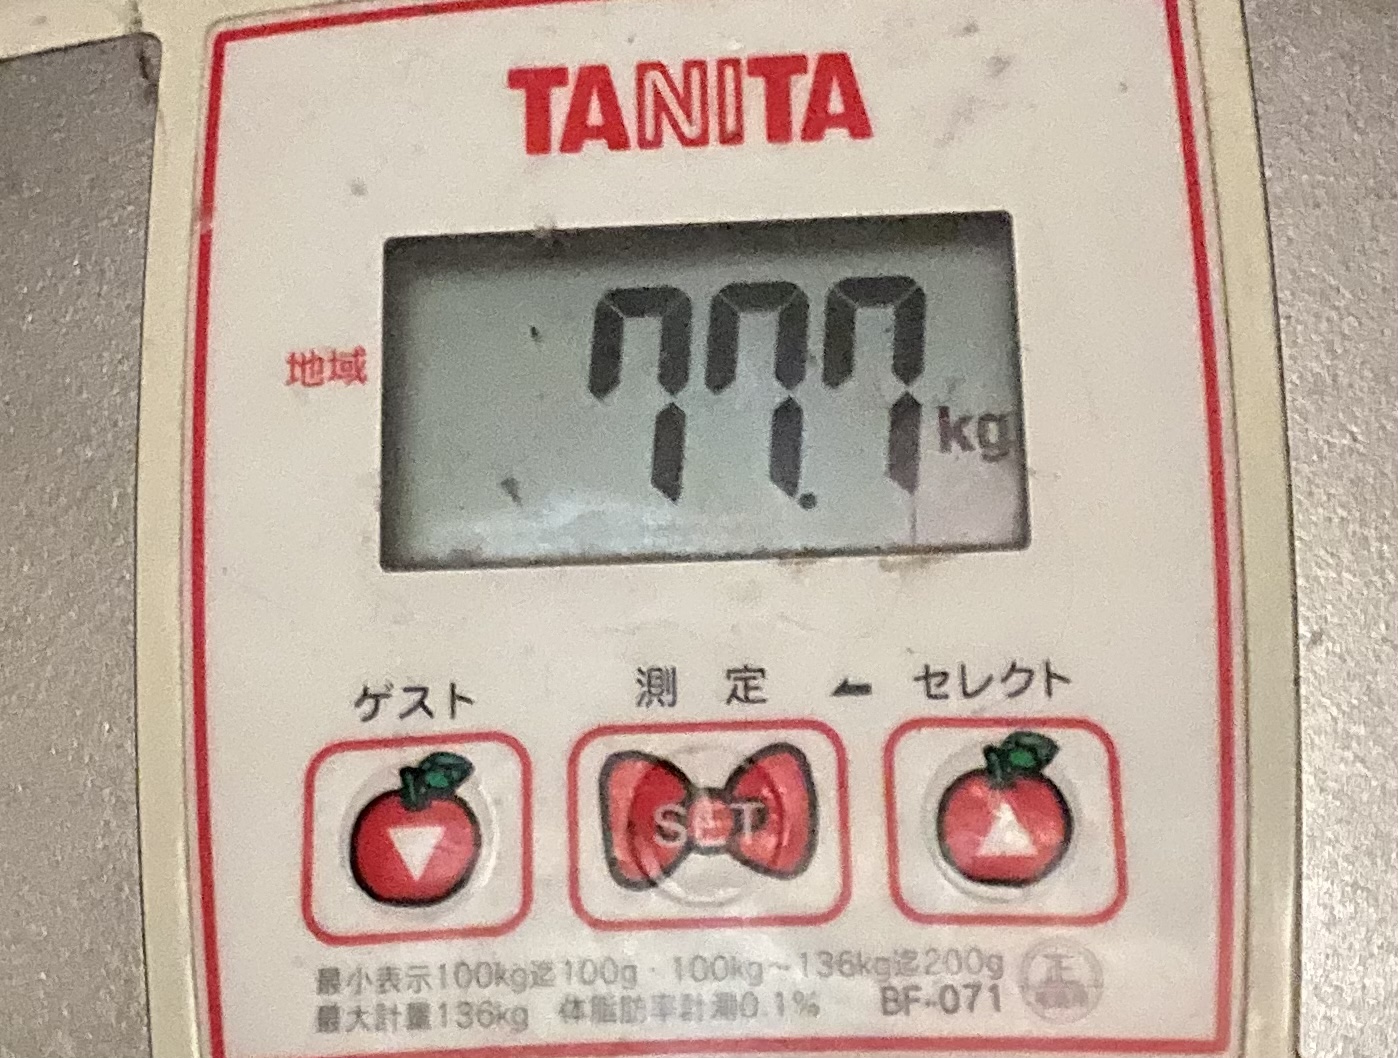 TANITA
地域
77.7kg
ゲスト 測定 セレクト
SET
最小表示100kg迄100g・100kg~136kg迄200g
正
最大計量136kg 体脂肪率計測0.1% BF-071